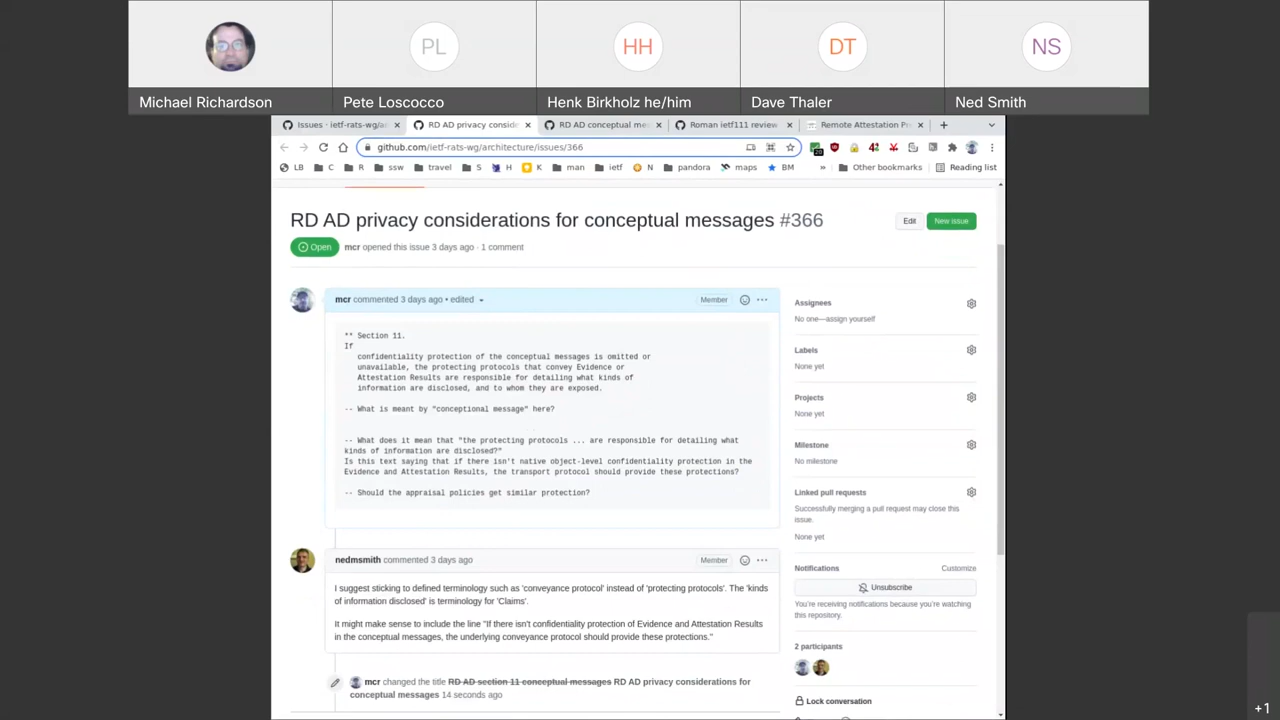 PL
HH
DT
NS
Michael Richardson
Pete Loscocco
Henk Birkholz he/him
Dave Thaler
Ned Smith
Issues · ietf-rats-wg/a
RD AD privacy conside
RD AD conceptual me
Roman ietf111 review
Remote Attestation Pr
github.com/ietf-rats-wg/architecture/issues/366
LB
C
R
ssw
travel
S
H
K
man
ietf
N
pandora
maps
BM
»
Other bookmarks
Reading list
RD AD privacy considerations for conceptual messages #366
Edit
New issue
Open
mcr opened this issue 3 days ago · 1 comment
mcr commented 3 days ago • edited
Member
** Section 11.
If
confidentiality protection of the conceptual messages is omitted or
unavailable, the protecting protocols that convey Evidence or
Attestation Results are responsible for detailing what kinds of
information are disclosed, and to whom they are exposed.
-- What is meant by "conceptional message" here?
-- What does it mean that "the protecting protocols ... are responsible for detailing what
kinds of information are disclosed?"
Is this text saying that if there isn't native object-level confidentiality protection in the
Evidence and Attestation Results, the transport protocol should provide these protections?
-- Should the appraisal policies get similar protection?
nedmsmith commented 3 days ago
Member
I suggest sticking to defined terminology such as 'conveyance protocol' instead of 'protecting protocols'. The 'kinds
of information disclosed' is terminology for 'Claims'.
It might make sense to include the line "If there isn't confidentiality protection of Evidence and Attestation Results
in the conceptual messages, the underlying conveyance protocol should provide these protections."
mcr changed the title RD AD section 11 conceptual messages RD AD privacy considerations for
conceptual messages 14 seconds ago
Assignees
No one—assign yourself
Labels
None yet
Projects
None yet
Milestone
No milestone
Linked pull requests
Successfully merging a pull request may close this
issue.
None yet
Notifications
Customize
Unsubscribe
You're receiving notifications because you're watching
this repository.
2 participants
Lock conversation
+1